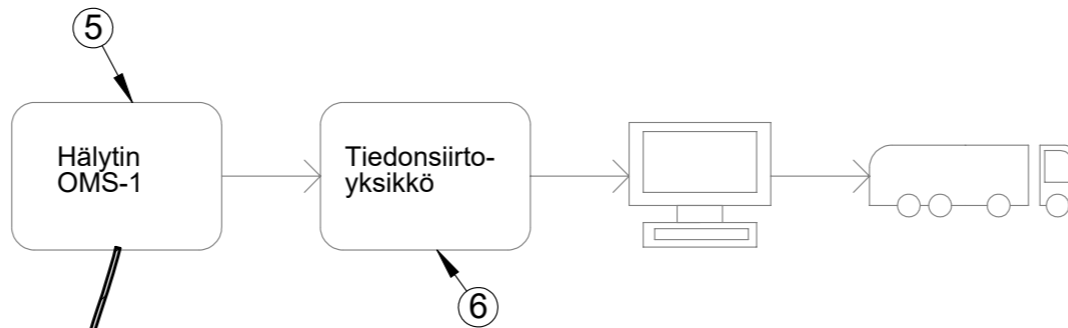 5
Hälytin
OMS-1
Tiedonsiirto-
yksikkö
6